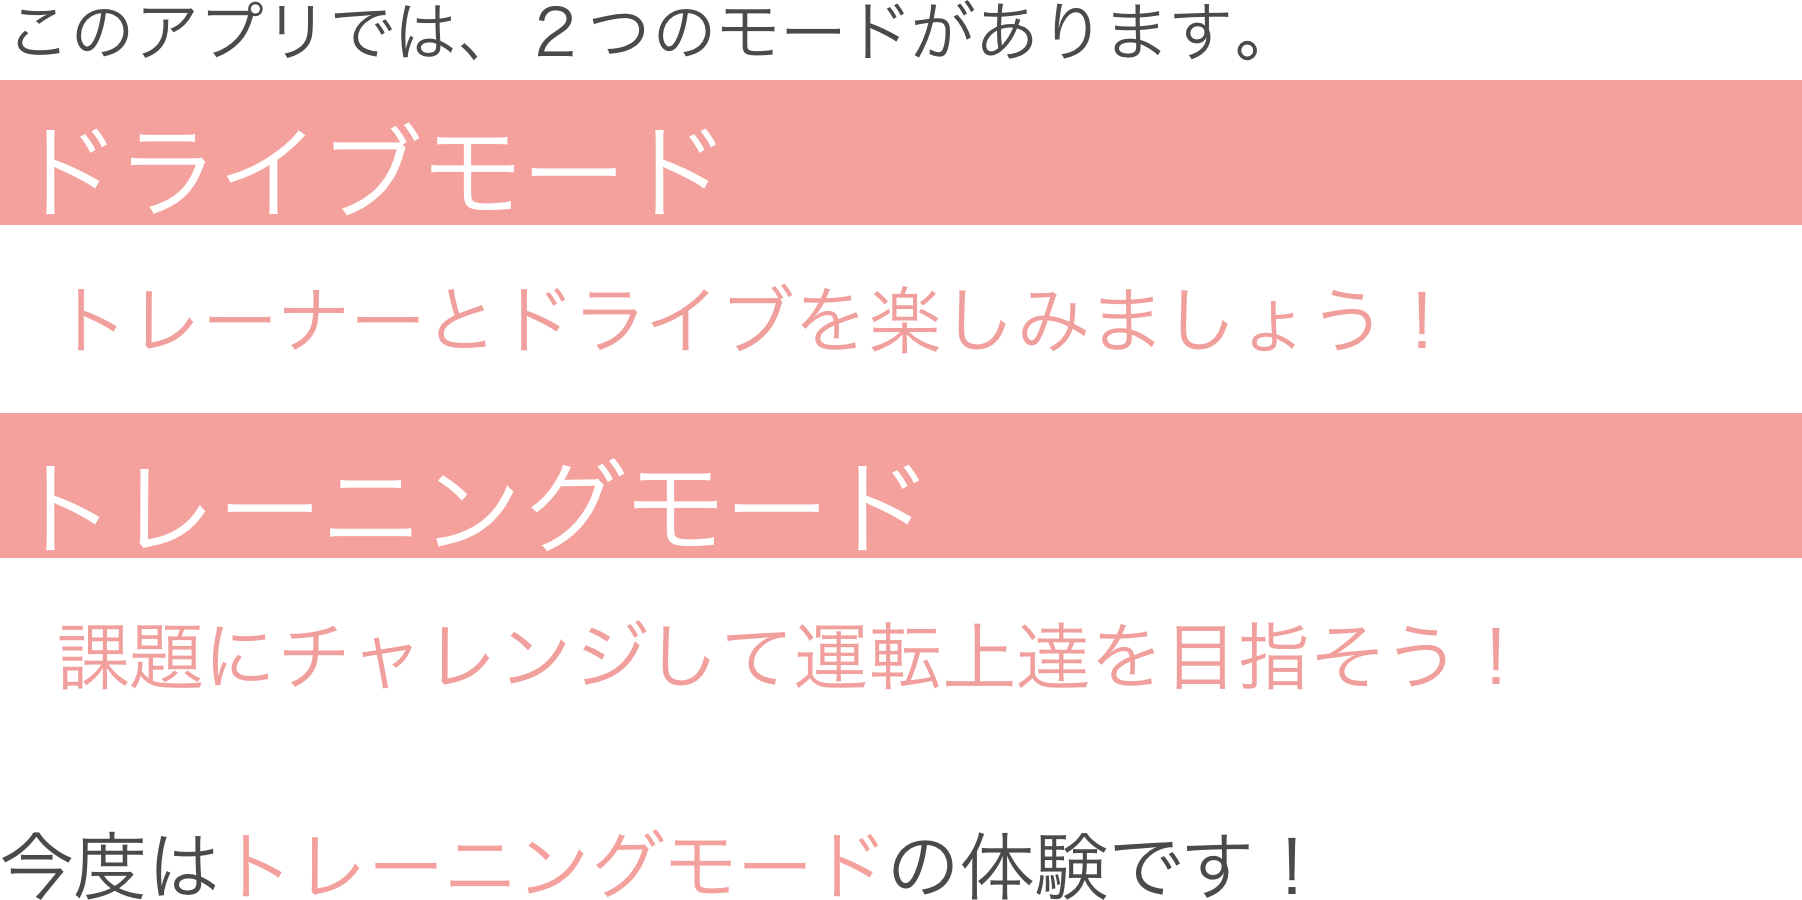 このアプリでは、２つのモードがあります。
ドライブモード
トレーナーとドライブを楽しみましょう！
トレーニングモード
課題にチャレンジして運転上達を目指そう！
今度はトレーニングモードの体験です！